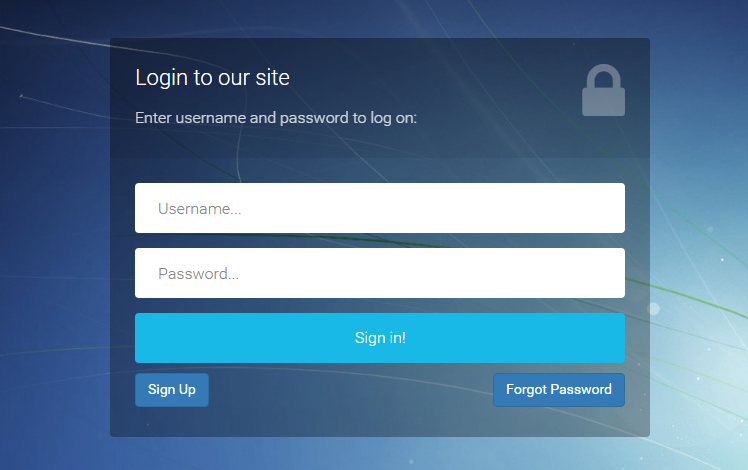 Login to our site
Enter username and password to log on:
Username...
Password...
Sign in!
Sign Up
Forgot Password